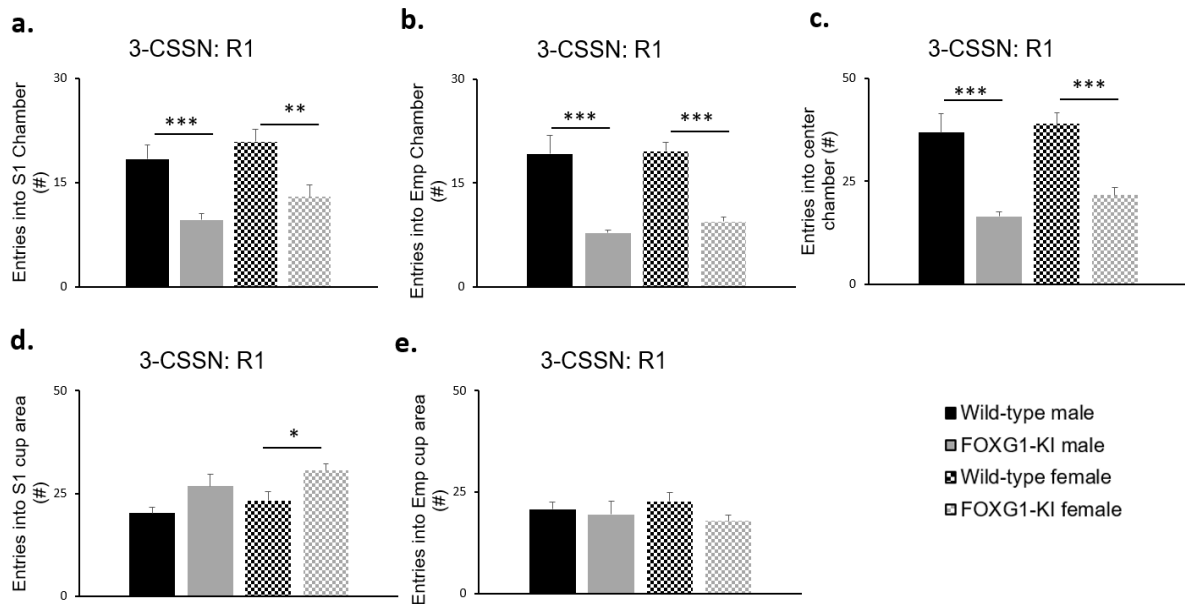 a.
3-CSSN: R1
Entries into S1 Chamber
(#)
30
15
0
***
**
b.
3-CSSN: R1
Entries into Emp Chamber
(#)
30
15
0
***
***
c.
3-CSSN: R1
Entries into center
chamber (#)
50
25
0
***
***
d.
3-CSSN: R1
Entries into S1 cup area
(#)
50
25
0
*
e.
3-CSSN: R1
Entries into Emp cup area
(#)
50
25
0
Wild-type male
FOXG1-KI male
Wild-type female
FOXG1-KI female